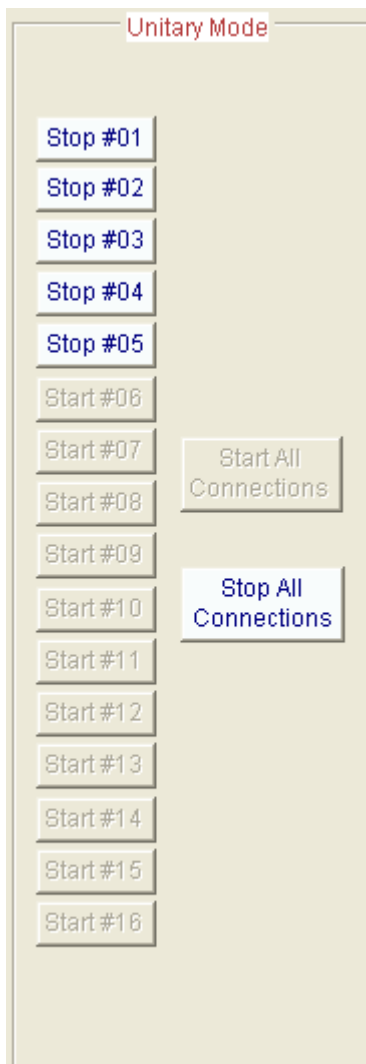 Unitary Mode
Stop #01
Stop #02
Stop #03
Stop #04
Stop #05
Start #06
Start #07
Start #08
Start #09
Start #10
Start #11
Start #12
Start #13
Start #14
Start #15
Start #16
Start All
Connections
Stop All
Connections